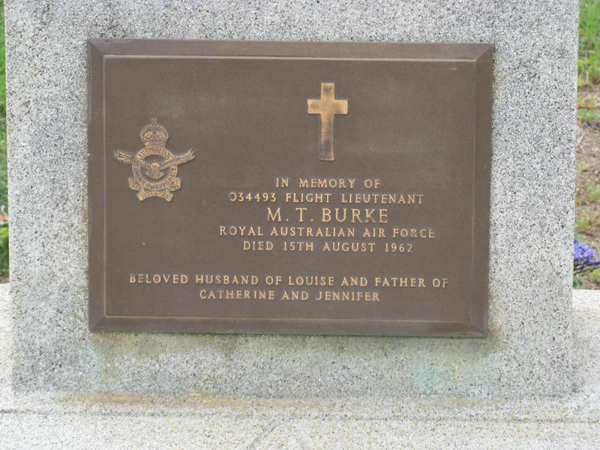 IN MEMORY OF
034493 FLIGHT LIEUTENANT
M. T. BURKE
ROYAL AUSTRALIAN AIR FORCE
DIED 15TH AUGUST 1962
BELOVED HUSBAND OF LOUISE AND FATHER OF
CATHERINE AND JENNIFER